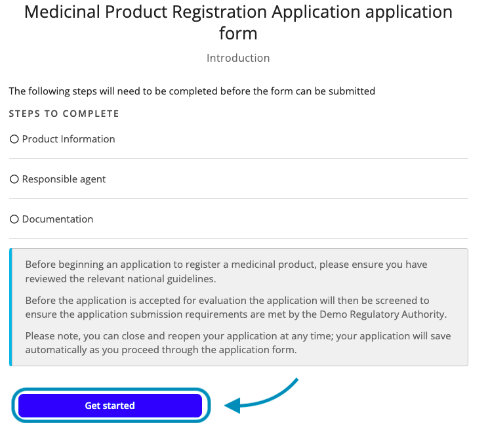 Medicinal Product Registration Application application
form
Introduction
The following steps will need to be completed before the form can be submitted
STEPS TO COMPLETE
Product Information
Responsible agent
Documentation
Before beginning an application to register a medicinal product, please ensure you have
reviewed the relevant national guidelines.
Before the application is accepted for evaluation the application will then be screened to
ensure the application submission requirements are met by the Demo Regulatory Authority.
Please note, you can close and reopen your application at any time; your application will save
automatically as you proceed through the application form.
Get started